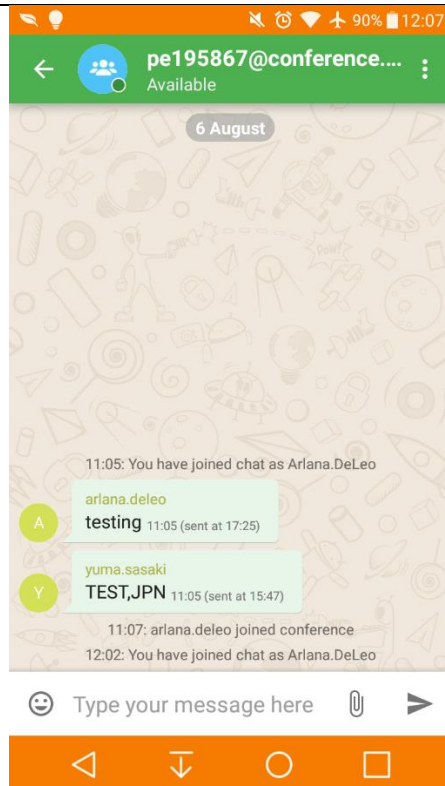 90% 12:07
pe195867@conference....
Available
6 August
11:05: You have joined chat as Arlana.DeLeo
arlana.deleo
A
testing 11:05 (sent at 17:25)
yuma.sasaki
Y
TEST,JPN 11:05 (sent at 15:47)
11:07: arlana.deleo joined conference
12:02: You have joined chat as Arlana.DeLeo
Type your message here